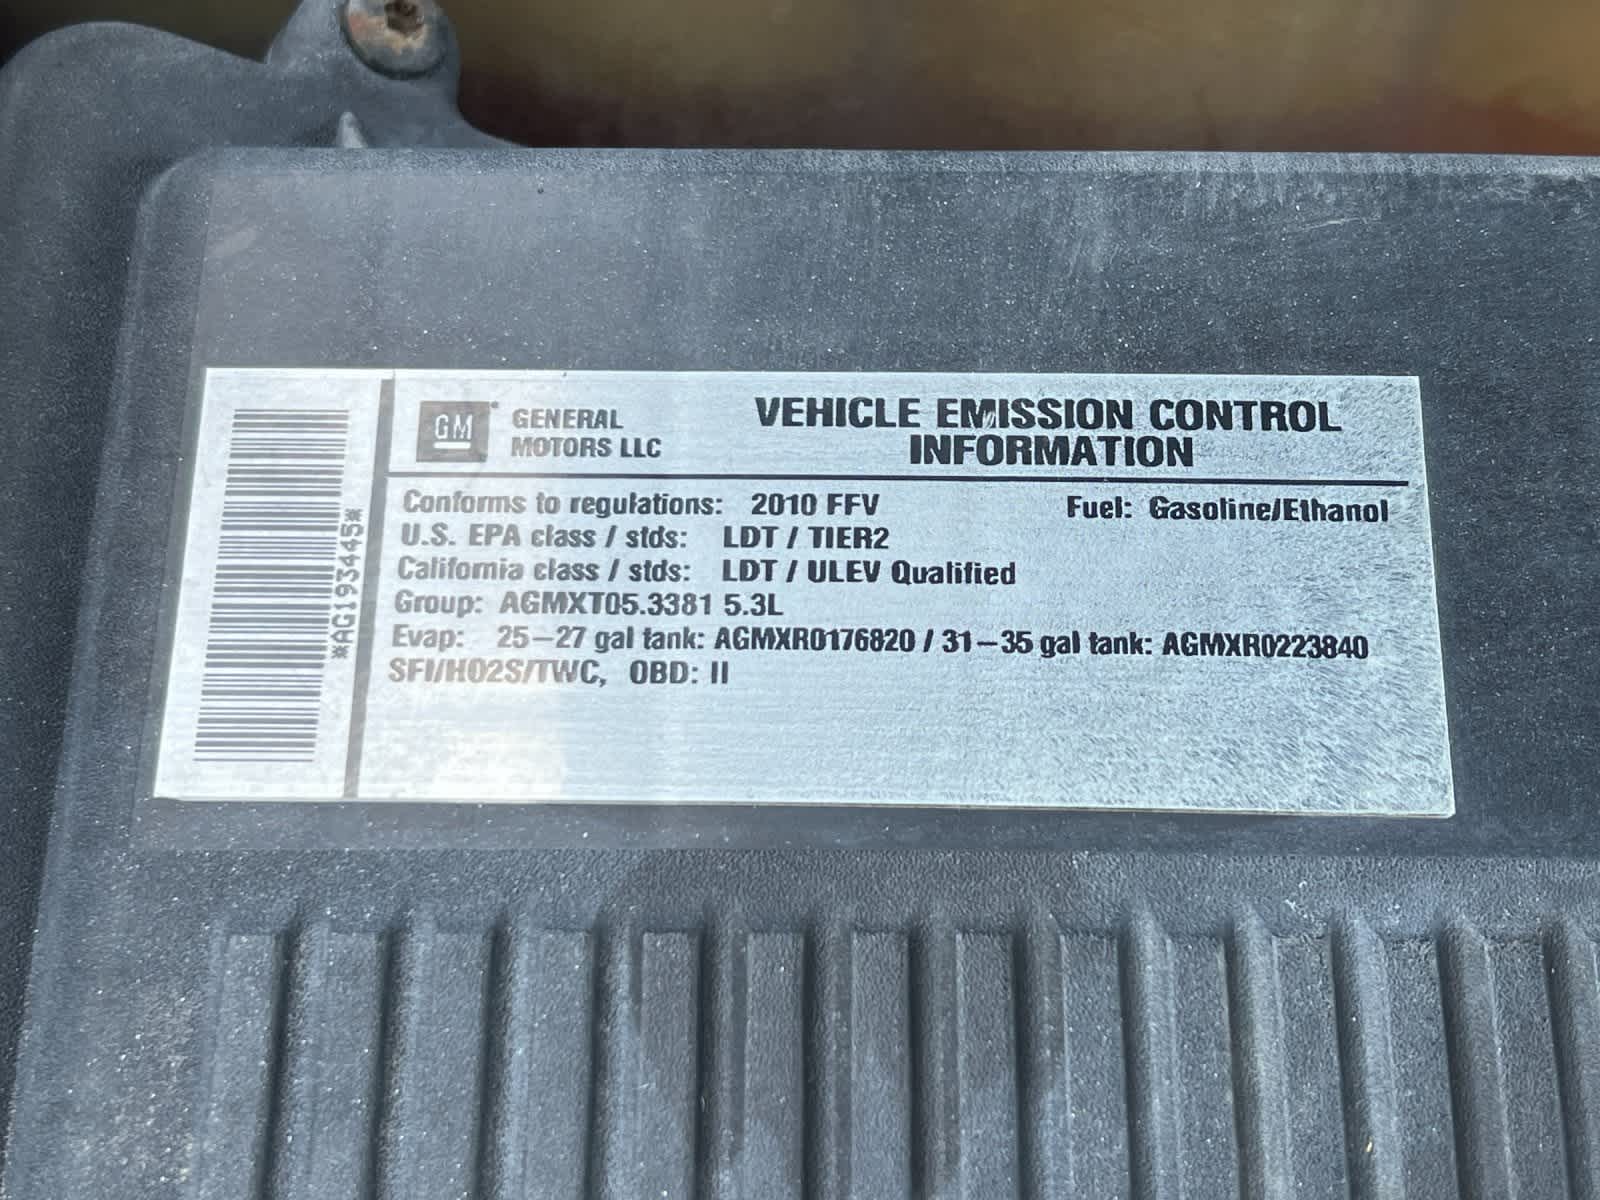 *AG193445*
GM
GENERAL
MOTORS LLC
VEHICLE EMISSION CONTROL
INFORMATION
Conforms to regulations: 2010 FFV Fuel: Gasoline/Ethanol
U.S. EPA class / stds: LDT / TIER2
California class / stds: LDT / ULEV Qualified
Group: AGMXT05.3381 5.3L
Evap: 25–27 gal tank: AGMXR0176820 / 31–35 gal tank: AGMXR0223840
SFI/HO2S/TWC, OBD: II